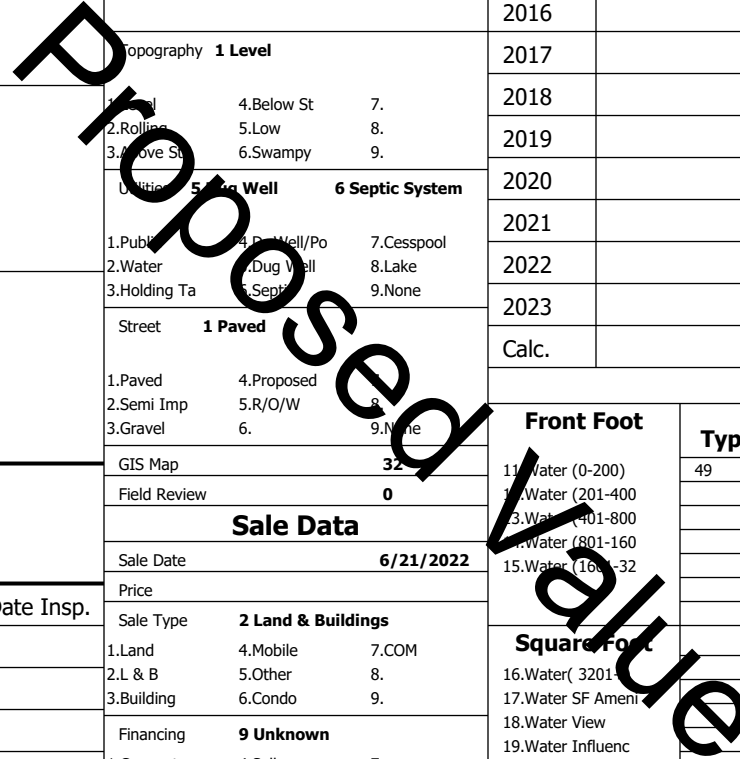 Proposed Value
Topography 1 Level
4.Below St 7.
2.Rolling 5.Low 8.
3.Above St 6.Swampy 9.
Utilities 5 Dug Well 6 Septic System
4.Dr Well/Po 7.Cesspool
2.Water 5.Dug Well 8.Lake
3.Holding Ta 6.Septic 9.None
Street 1 Paved
1.Paved 4.Proposed
2.Semi Imp 5.R/O/W 8.
3.Gravel 6. 9.None
GIS Map 32
Field Review 0
Sale Data
Sale Date 6/21/2022
Price
Sale Type 2 Land & Buildings
1.Land 4.Mobile 7.COM
2.L & B 5.Other 8.
3.Building 6.Condo 9.
Financing 9 Unknown
Date Insp.
2016
2017
2018
2019
2020
2021
2022
2023
Calc.
Front Foot Typ
11.Water (0-200) 49
12.Water (201-400
13.Water (401-800
14.Water (801-160
15.Water (1601-32
Square Foot
16.Water( 3201-
17.Water SF Ameni
18.Water View
19.Water Influenc